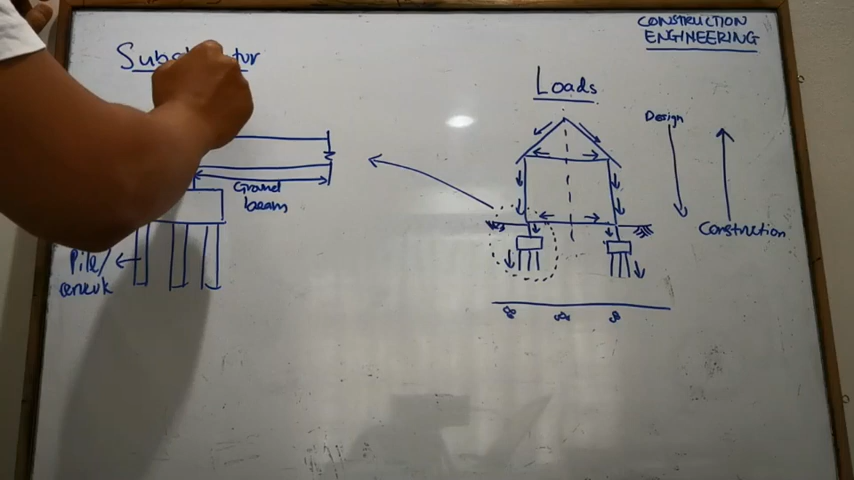 CONSTRUCTION
ENGINEERING
Loads
Design
Construction
Ground
beam
Pile/
cerucuk